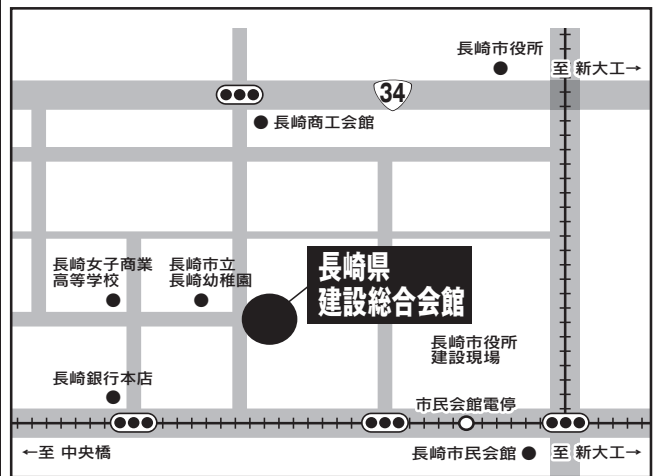 長崎市役所
至 新大工→
34
長崎商工会館
長崎女子商業
高等学校
長崎市立
長崎幼稚園
長崎県
建設総合会館
長崎市役所
建設現場
長崎銀行本店
市民会館電停
←至 中央橋
長崎市民会館
至 新大工→